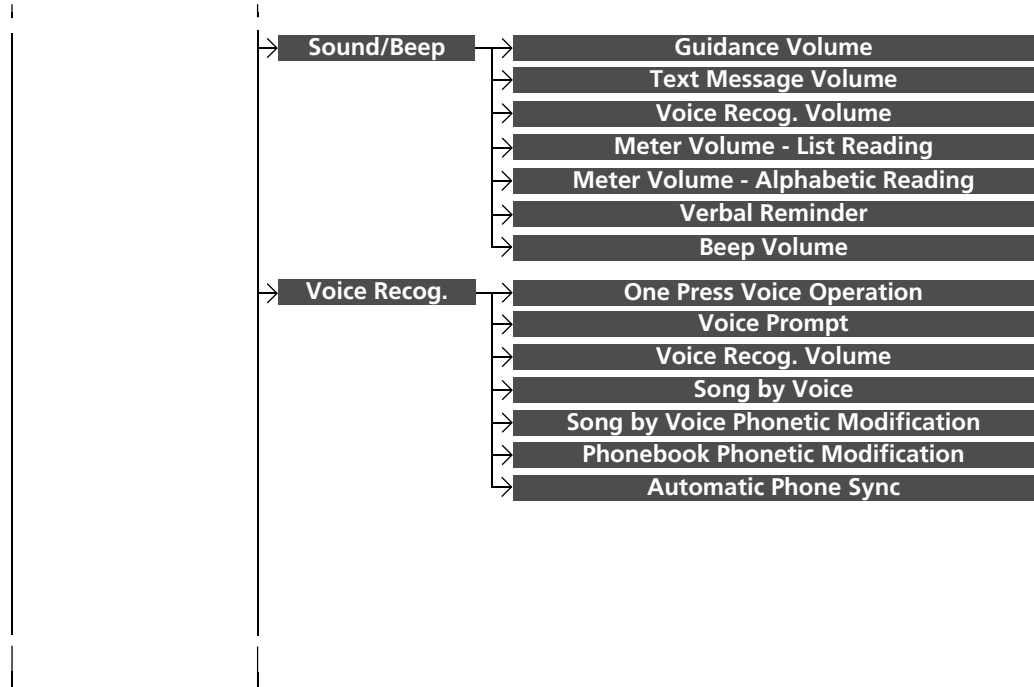 Sound/Beep
Guidance Volume
Text Message Volume
Voice Recog. Volume
Meter Volume - List Reading
Meter Volume - Alphabetic Reading
Verbal Reminder
Beep Volume
Voice Recog.
One Press Voice Operation
Voice Prompt
Voice Recog. Volume
Song by Voice
Song by Voice Phonetic Modification
Phonebook Phonetic Modification
Automatic Phone Sync